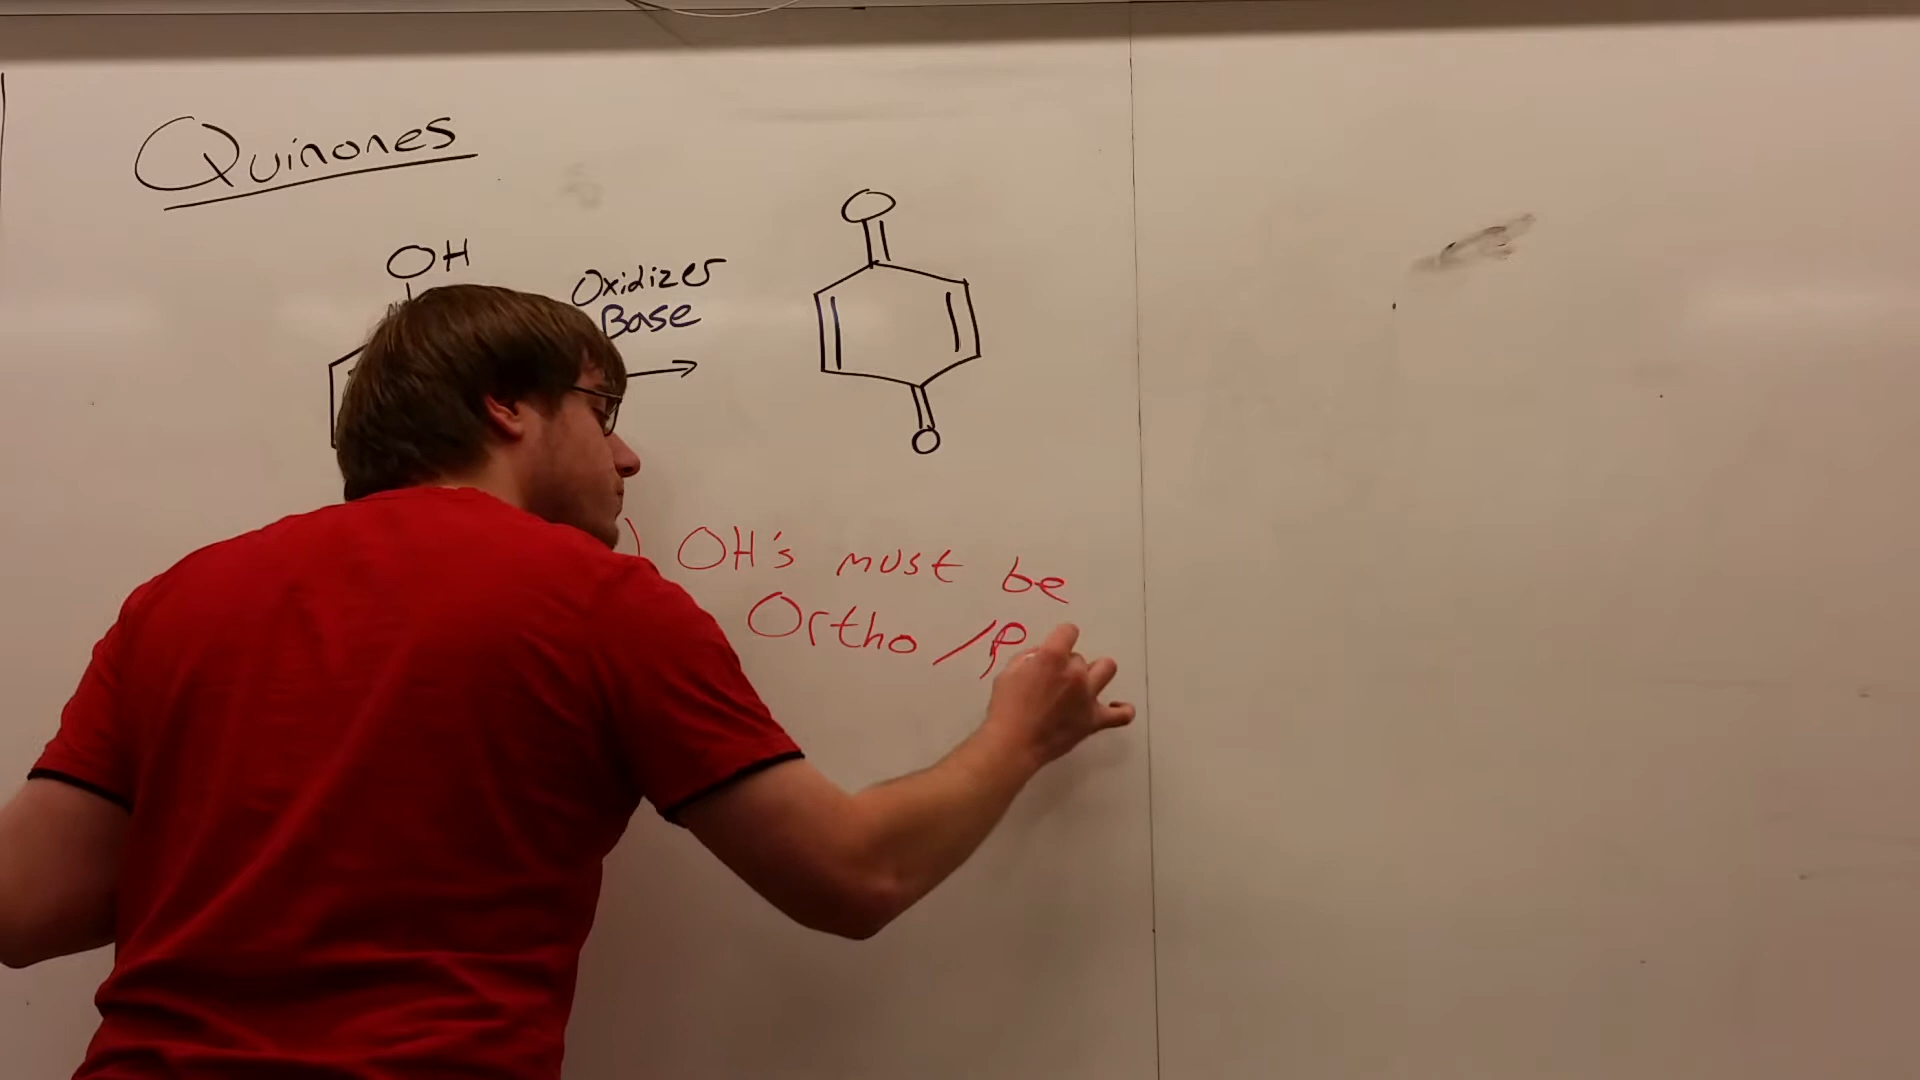 Quinones
OH
Oxidizer
Base
O
O
) OH's must be
Ortho /P